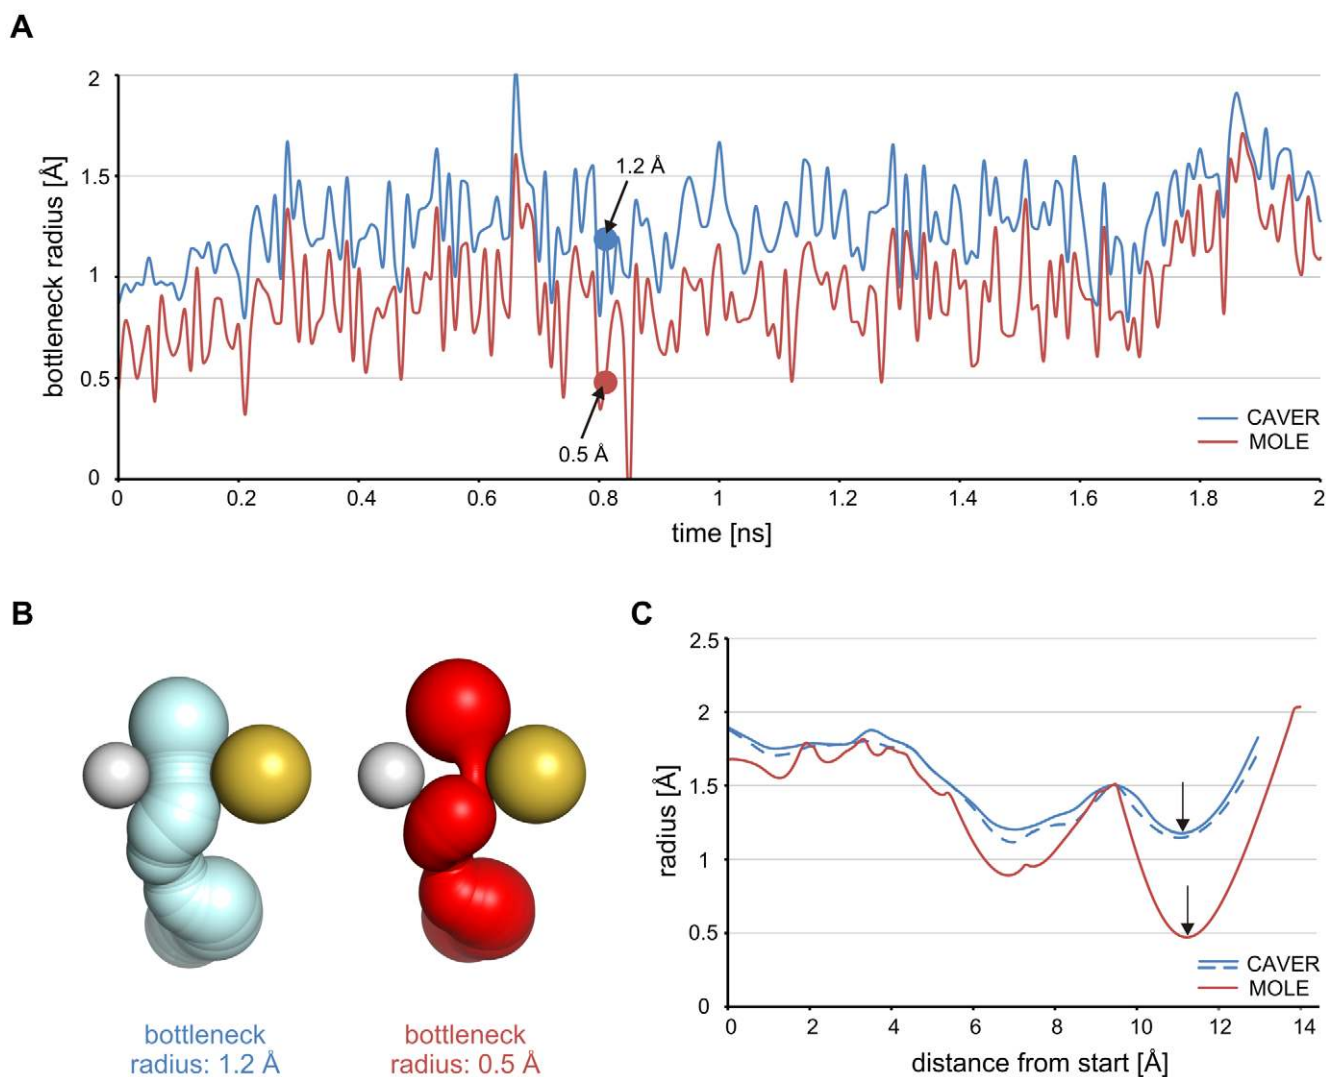 A
bottleneck radius [Å]
2
1.5
1
0.5
0
1.2 Å
0.5 Å
CAVER
MOLE
0 0.2 0.4 0.6 0.8 1 1.2 1.4 1.6 1.8 2
time [ns]
B
bottleneck
radius: 1.2 Å
bottleneck
radius: 0.5 Å
C
radius [Å]
2.5
2
1.5
1
0.5
0
CAVER
MOLE
0 2 4 6 8 10 12 14
distance from start [Å]